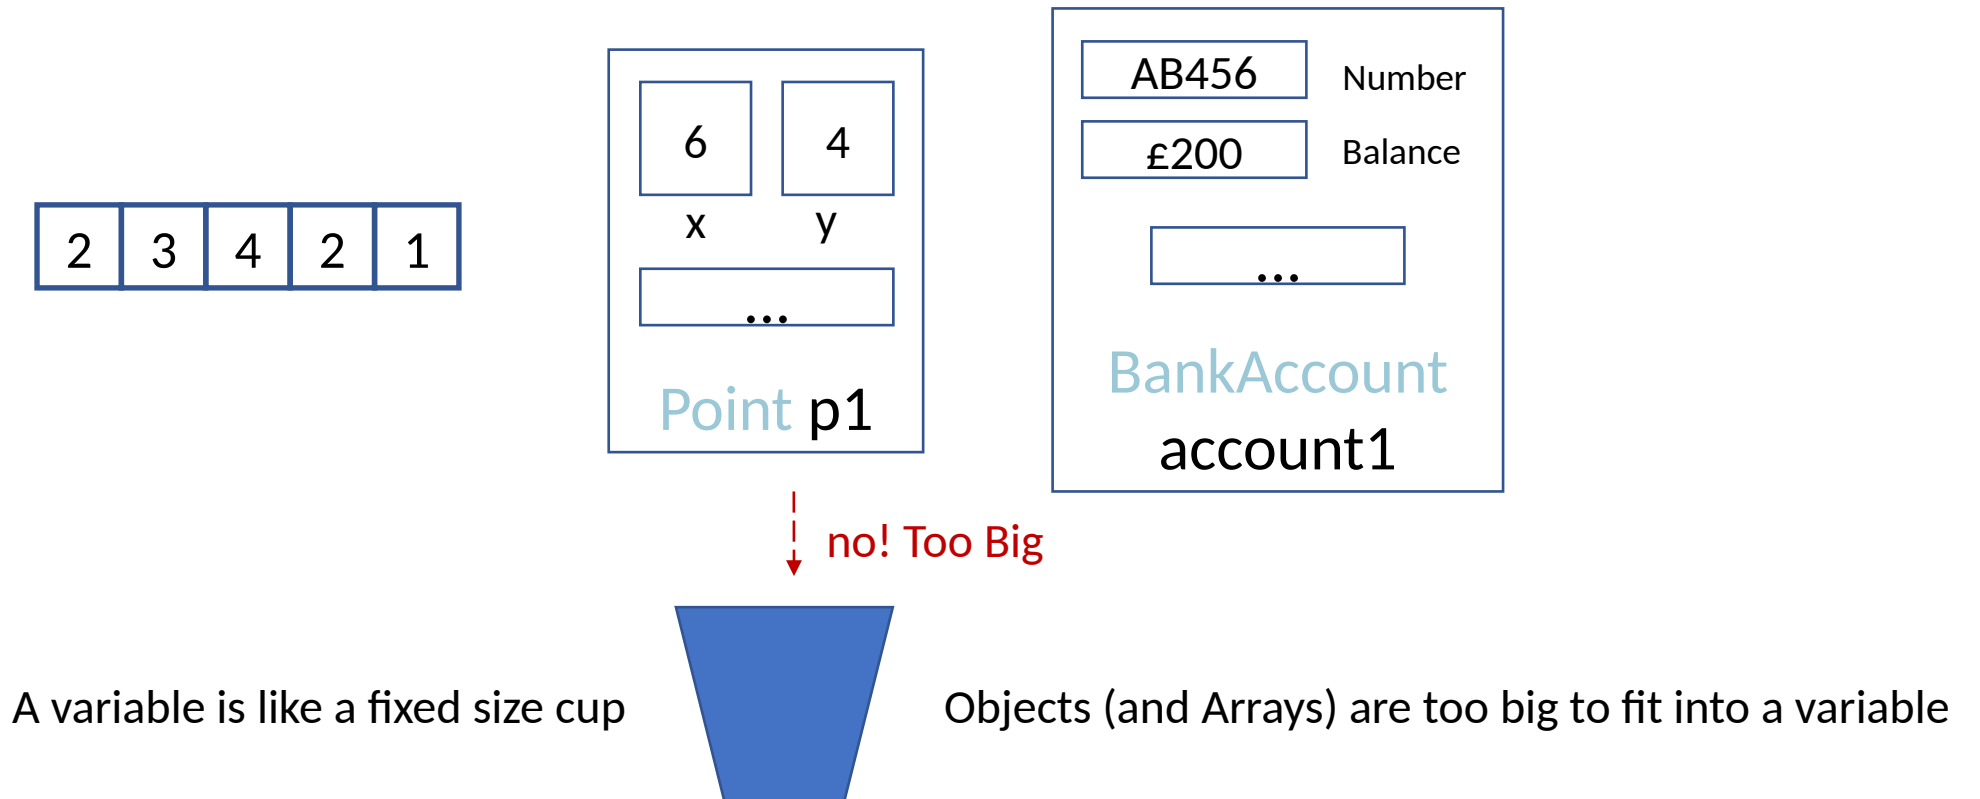 2 3 4 2 1
6 4
x y
...
Point p1
AB456 Number
£200 Balance
...
BankAccount
account1
no! Too Big
A variable is like a fixed size cup
Objects (and Arrays) are too big to fit into a variable